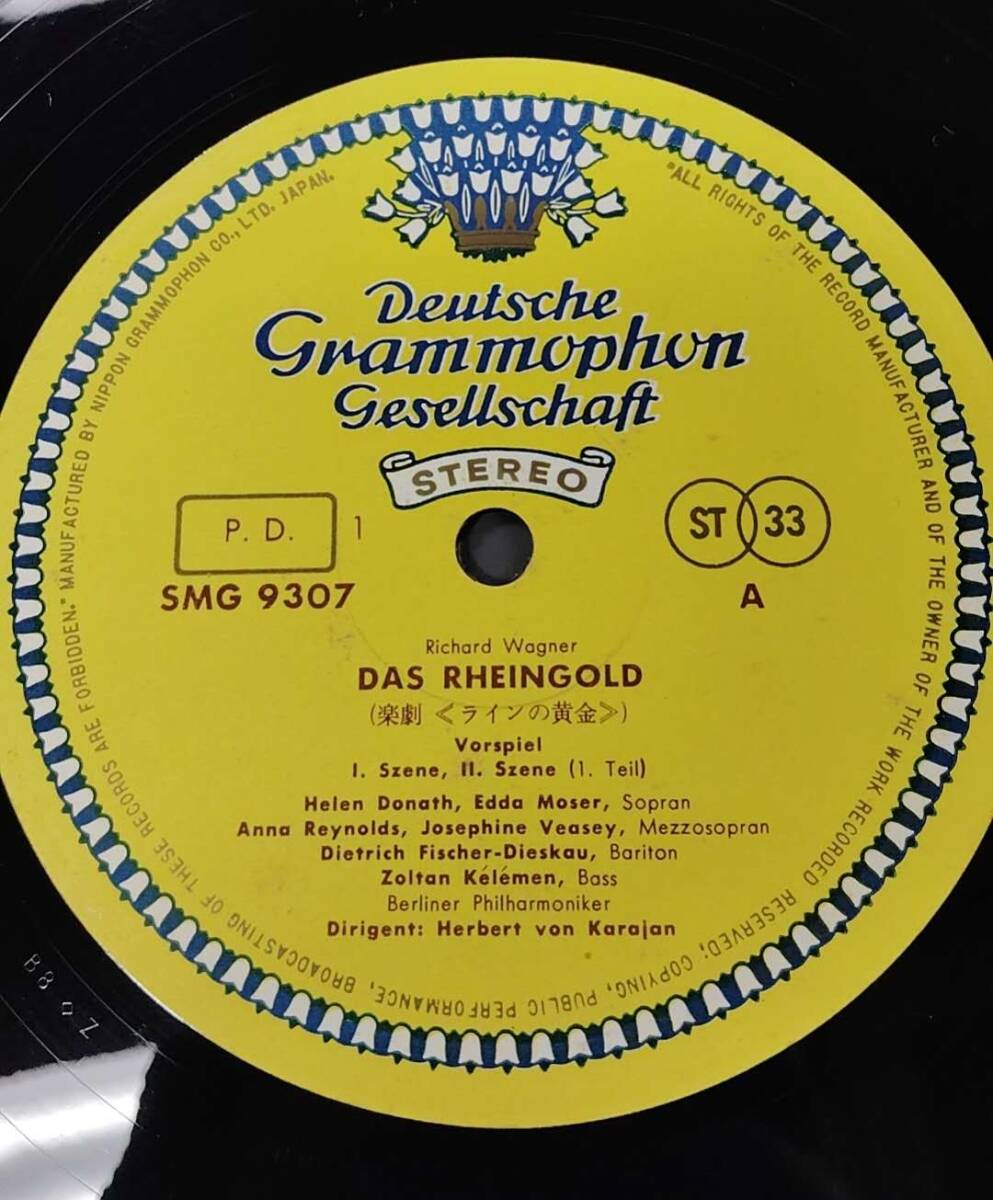 Deutsche
Grammophon
Gesellschaft
STEREO
P. D. 1
ST 33
SMG 9307
A
Richard Wagner
DAS RHEINGOLD
(楽劇 ≪ラインの黄金≫)
Vorspiel
I. Szene, II. Szene (1. Teil)
Helen Donath, Edda Moser, Sopran
Anna Reynolds, Josephine Veasey, Mezzosopran
Dietrich Fischer-Dieskau, Bariton
Zoltan Kélémen, Bass
Berliner Philharmoniker
Dirigent: Herbert von Karajan
"ALL RIGHTS OF THE RECORD MANUFACTURER AND OF THE OWNER OF THE WORK RECORDED RESERVED; COPYING, PUBLIC PERFORMANCE, BROADCASTING OF THESE RECORDS ARE FORBIDDEN." MANUFACTURED BY NIPPON GRAMMOPHON CO., LTD. JAPAN.